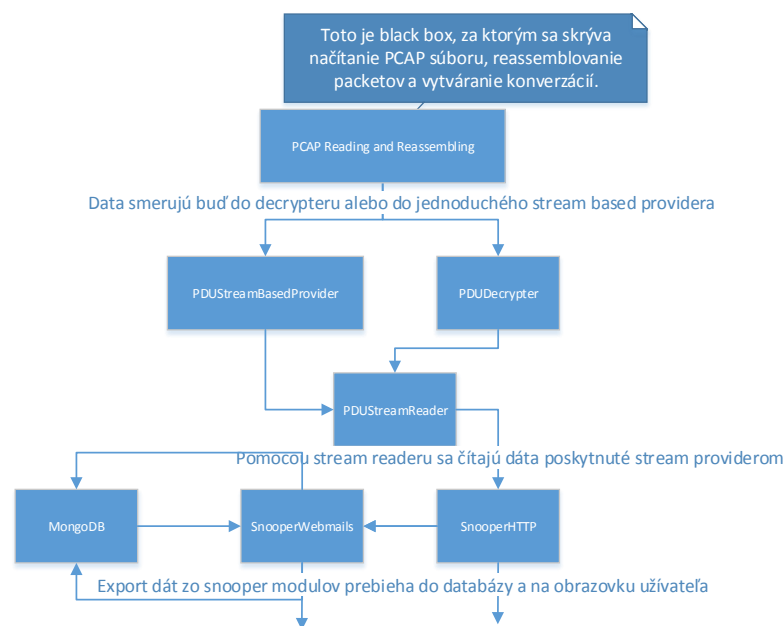 Toto je black box, za ktorým sa skrýva
načítanie PCAP súboru, reassemblovanie
packetov a vytváranie konverzácií.
PCAP Reading and Reassembling
Data smerujú buď do decrypteru alebo do jednoduchého stream based providera
PDUStreamBasedProvider
PDUDecrypter
PDUStreamReader
Pomocou stream readeru sa čítajú dáta poskytnuté stream providerom
MongoDB
SnooperWebmails
SnooperHTTP
Export dát zo snooper modulov prebieha do databázy a na obrazovku užívateľa